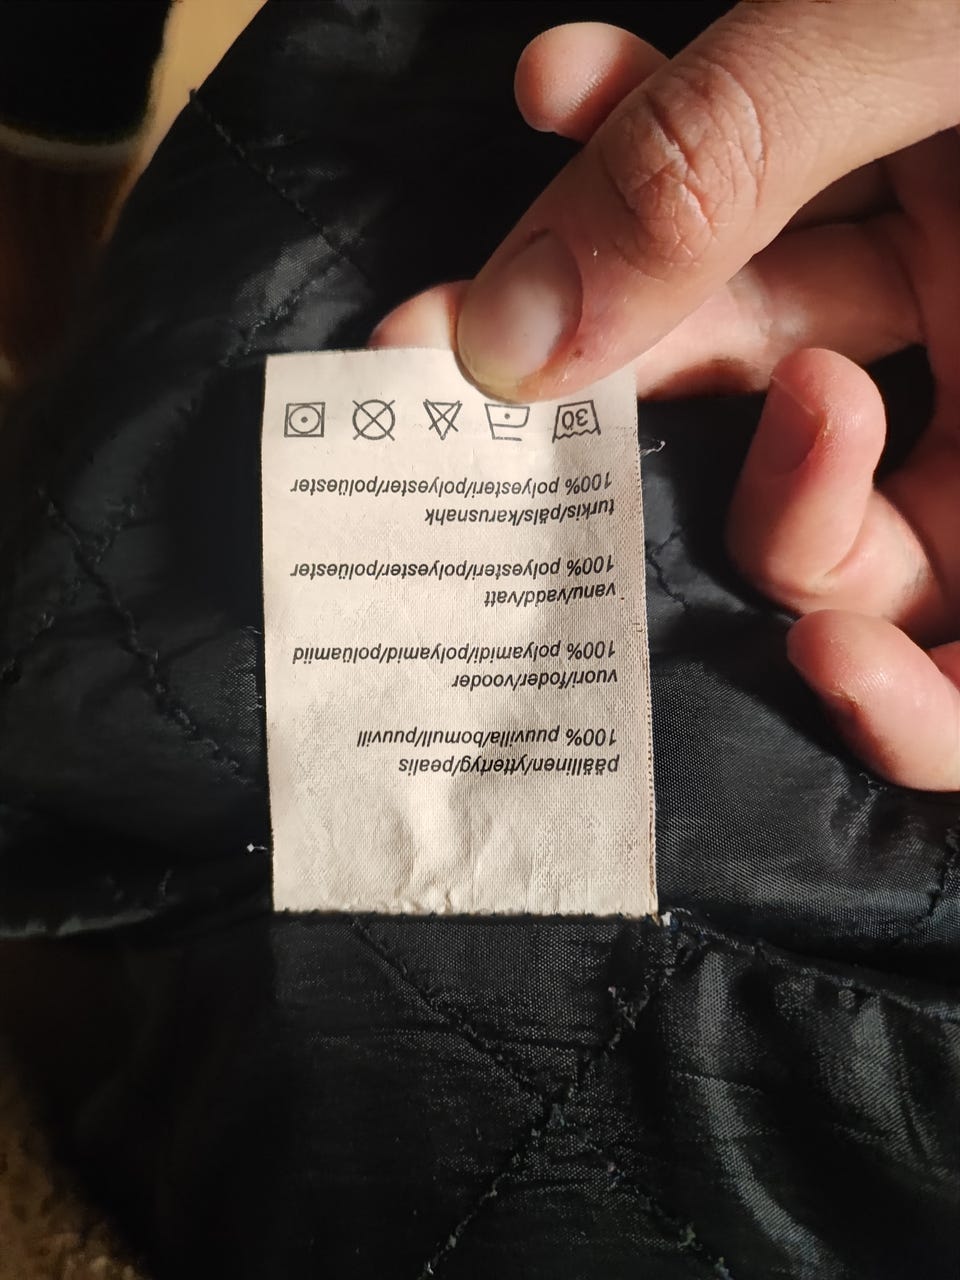 päällinen/yttertyg/pealis
100% puuvilla/bomull/puuvill
vuori/foder/vooder
100% polyamidi/polyamid/polüamiid
vanu/vadd/vatt
100% polyesteri/polyester/polüester
turkis/päls/karusnahk
100% polyesteri/polyester/polüester
30